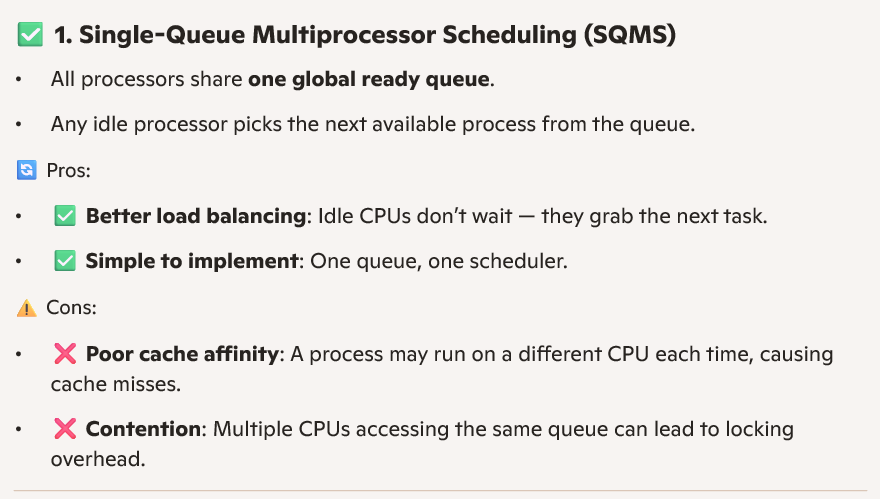 ✅ 1. Single-Queue Multiprocessor Scheduling (SQMS)
• All processors share one global ready queue.
• Any idle processor picks the next available process from the queue.
🔄 Pros:
• ✅ Better load balancing: Idle CPUs don’t wait — they grab the next task.
• ✅ Simple to implement: One queue, one scheduler.
⚠️ Cons:
• ❌ Poor cache affinity: A process may run on a different CPU each time, causing
cache misses.
• ❌ Contention: Multiple CPUs accessing the same queue can lead to locking
overhead.